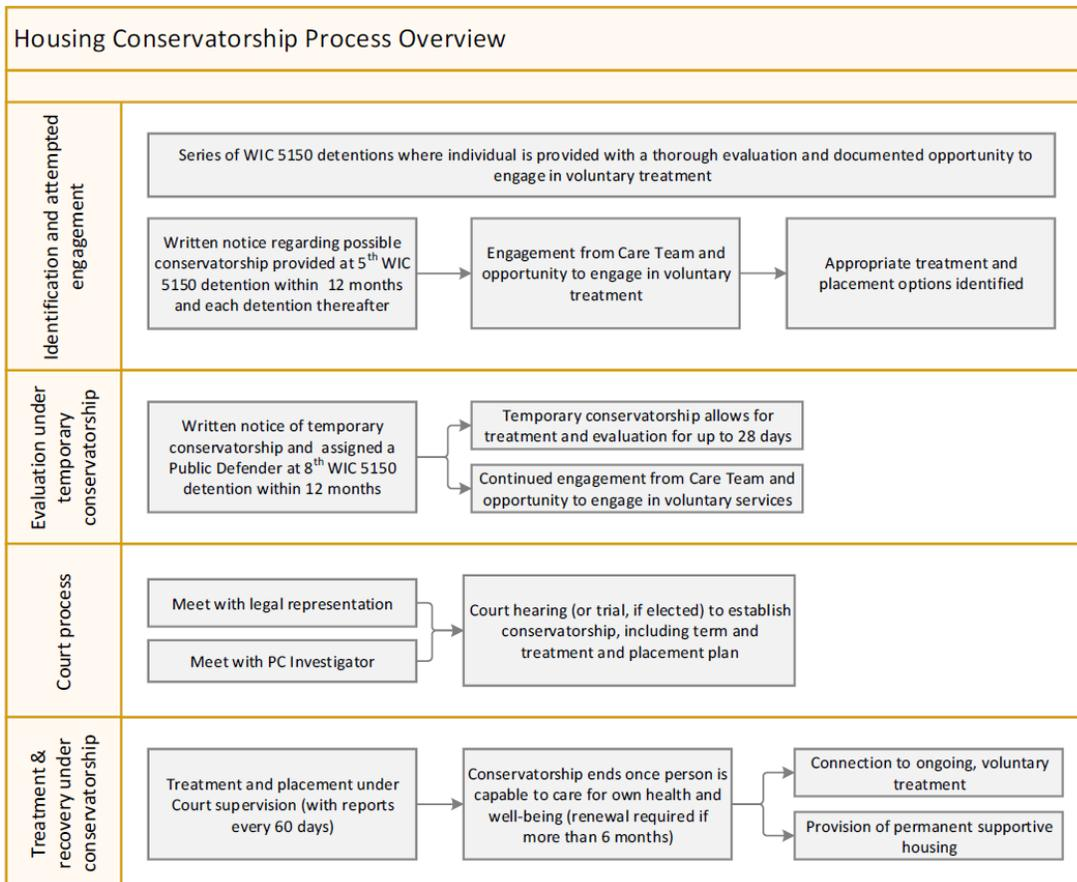 Housing Conservatorship Process Overview
Identification and attempted
engagement
Series of WIC 5150 detentions where individual is provided with a thorough evaluation and documented opportunity to
engage in voluntary treatment
Written notice regarding possible
conservatorship provided at 5th WIC
5150 detention within 12 months
and each detention thereafter
Engagement from Care Team and
opportunity to engage in voluntary
treatment
Appropriate treatment and
placement options identified
Evaluation under
temporary
conservatorship
Written notice of temporary
conservatorship and assigned a
Public Defender at 8th WIC 5150
detention within 12 months
Temporary conservatorship allows for
treatment and evaluation for up to 28 days
Continued engagement from Care Team and
opportunity to engage in voluntary services
Court process
Meet with legal representation
Meet with PC Investigator
Court hearing (or trial, if elected) to establish
conservatorship, including term and
treatment and placement plan
Treatment &
recovery under
conservatorship
Treatment and placement under
Court supervision (with reports
every 60 days)
Conservatorship ends once person is
capable to care for own health and
well-being (renewal required if
more than 6 months)
Connection to ongoing, voluntary
treatment
Provision of permanent supportive
housing